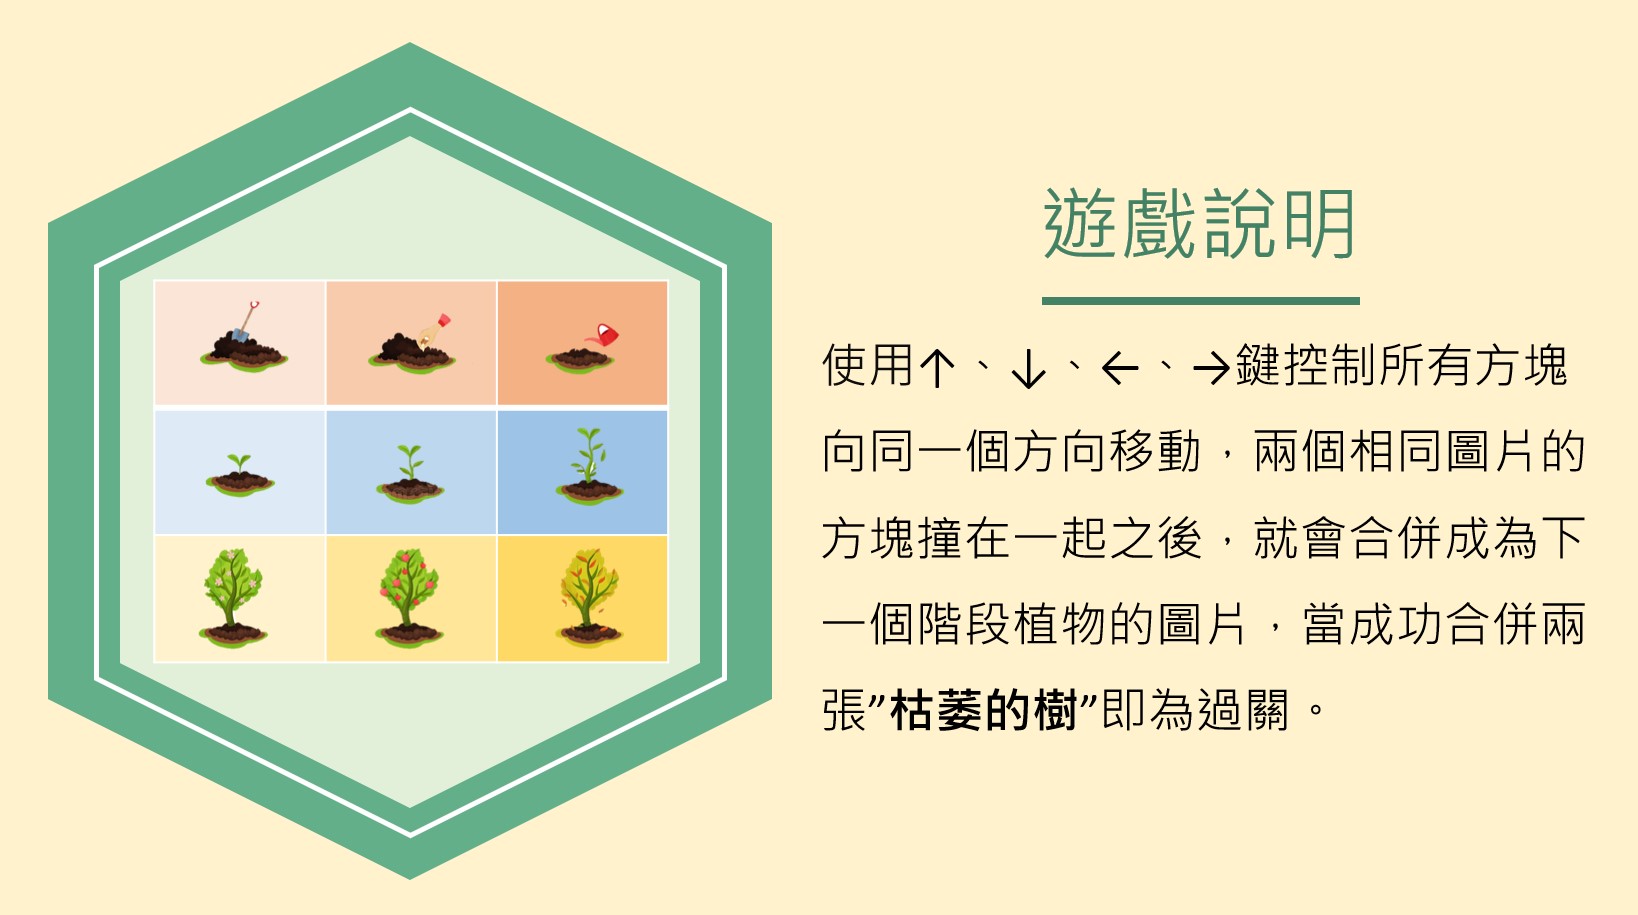 遊戲說明
使用↑、↓、←、→鍵控制所有方塊
向同一個方向移動，兩個相同圖片的
方塊撞在一起之後，就會合併成為下
一個階段植物的圖片，當成功合併兩
張”枯萎的樹”即為過關。